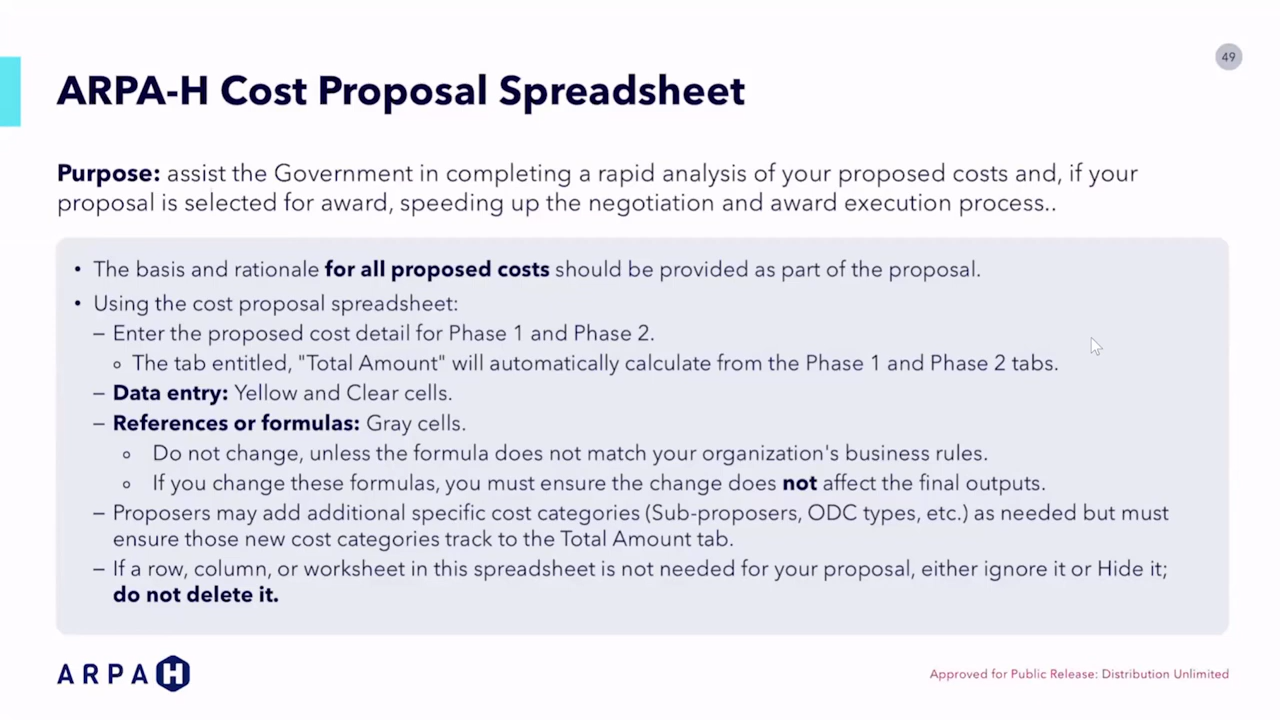 49
ARPA-H Cost Proposal Spreadsheet
Purpose: assist the Government in completing a rapid analysis of your proposed costs and, if your
proposal is selected for award, speeding up the negotiation and award execution process..
• The basis and rationale for all proposed costs should be provided as part of the proposal.
• Using the cost proposal spreadsheet:
– Enter the proposed cost detail for Phase 1 and Phase 2.
○ The tab entitled, "Total Amount" will automatically calculate from the Phase 1 and Phase 2 tabs.
– Data entry: Yellow and Clear cells.
– References or formulas: Gray cells.
○ Do not change, unless the formula does not match your organization's business rules.
○ If you change these formulas, you must ensure the change does not affect the final outputs.
– Proposers may add additional specific cost categories (Sub-proposers, ODC types, etc.) as needed but must
ensure those new cost categories track to the Total Amount tab.
– If a row, column, or worksheet in this spreadsheet is not needed for your proposal, either ignore it or Hide it;
do not delete it.
ARPA H
Approved for Public Release: Distribution Unlimited